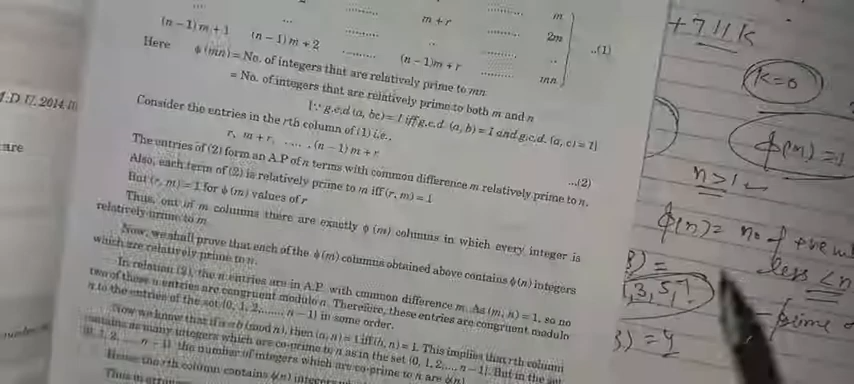 m + r ......... m
......... ......... 2m
(n – 1) m + 1 (n – 1) m + 2 ......... (n – 1)m + r ......... mn ...(1)
Here φ (mn) = No. of integers that are relatively prime to mn.
= No. of integers that are relatively prime to both m and n
[∵ g.c.d (a, bc) = 1 iff g.c.d. (a, b) = 1 and g.c.d. (a, c) = 1]
Consider the entries in the rth column of (1) i.e.,
r, m + r, ....., (n – 1) m + r ...(2)
The entries of (2) form an A.P of n terms with common difference m relatively prime to n.
Also, each term of (2) is relatively prime to m iff (r, m) = 1
But (r, m) = 1 for φ (m) values of r
Thus, out of m columns there are exactly φ (m) columns in which every integer is
relatively prime to m.
Now, we shall prove that each of the φ(m) columns obtained above contains φ(n) integers
which are relatively prime to n.
In relation (2), the n entries are in A.P. with common difference m. As (m, n) = 1, so no
two of these n entries are congruent modulo n. Therefore, these entries are congruent modulo
n to the entries of the set {0, 1, 2, ......, n – 1} in some order.
Now we know that if a ≡ b (mod n), then (a, n) = 1 iff (b, n) = 1. This implies that rth column
contains as many integers which are co-prime to n as in the set {0, 1, 2, ... n – 1}. But in the set
{0, 1, 2, ... n – 1} the number of integers which are co-prime to n are φ(n)
Hence the rth column contains φ(n) integers
Thus in
M.D.U. 2014, II
are
+ 7 11 k
k = 0
φ(n) = 1
n > 1
φ(n) = no of
less < n
8) =
1, 3, 5, 7
prime
8) = 4